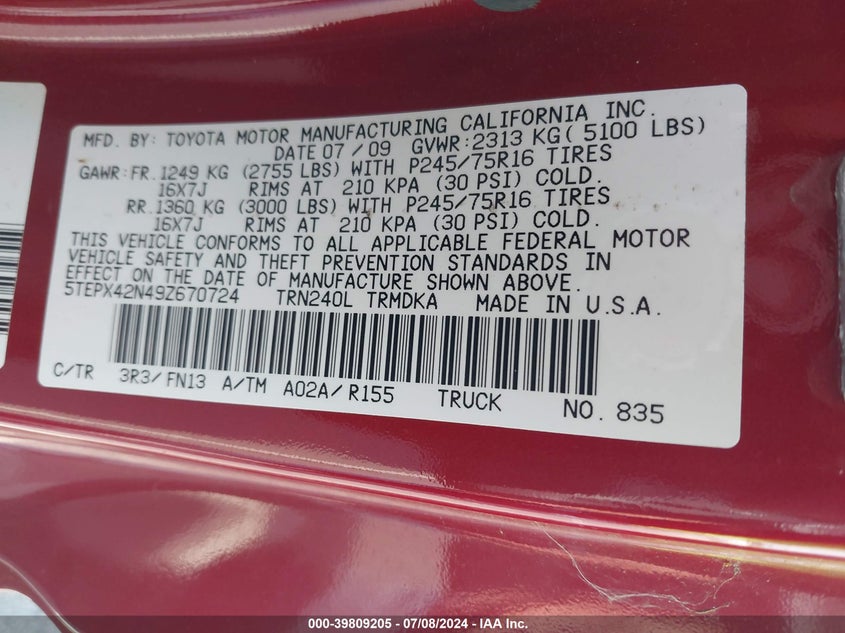 MFD. BY: TOYOTA MOTOR MANUFACTURING CALIFORNIA INC.
DATE 07/09 GVWR:2313 KG( 5100 LBS)
GAWR:FR. 1249 KG (2755 LBS) WITH P245/75R16 TIRES
16X7J RIMS AT 210 KPA (30 PSI) COLD.
RR. 1360 KG (3000 LBS) WITH P245/75R16 TIRES
16X7J RIMS AT 210 KPA (30 PSI) COLD.
THIS VEHICLE CONFORMS TO ALL APPLICABLE FEDERAL MOTOR
VEHICLE SAFETY AND THEFT PREVENTION STANDARDS IN
EFFECT ON THE DATE OF MANUFACTURE SHOWN ABOVE.
5TEPX42N49Z670724 TRN240L TRMDKA MADE IN U.S.A.
C/TR 3R3/FN13 A/TM A02A/R155 TRUCK NO. 835
000-39809205 - 07/08/2024 - IAA Inc.